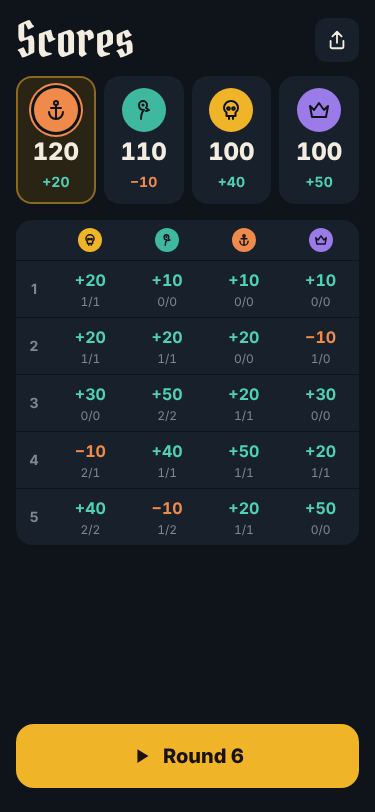 Scores
120 110 100 100
+20 −10 +40 +50
+20 +10 +10 +10
1
1/1 0/0 0/0 0/0
+20 +20 +20 −10
2
1/1 1/1 0/0 1/0
+30 +50 +20 +30
3
0/0 2/2 1/1 0/0
−10 +40 +50 +20
4
2/1 1/1 1/1 1/1
+40 −10 +20 +50
5
2/2 1/2 1/1 0/0
Round 6